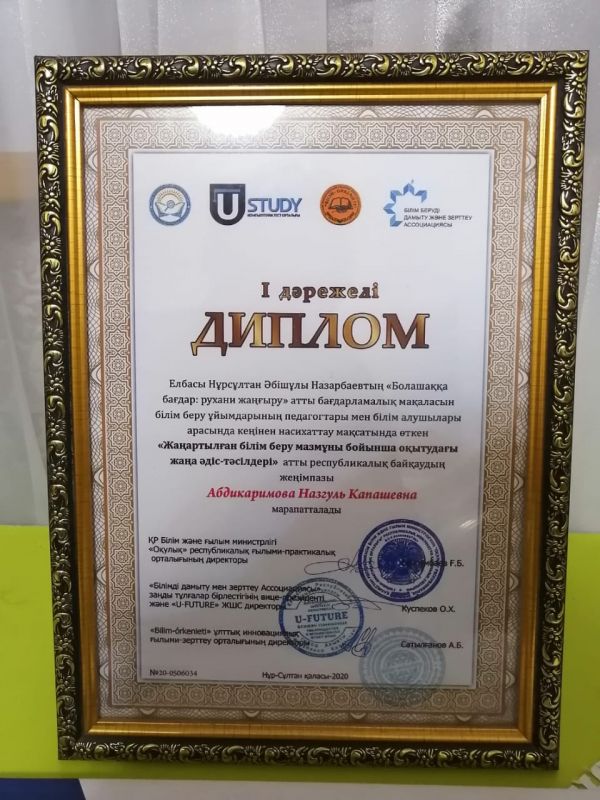 U STUDY
БІЛІМ БЕРУДІ
ДАМЫТУ ЖӘНЕ ЗЕРТТЕУ
АССОЦИАЦИЯСЫ
І дәрежелі
ДИПЛОМ
Елбасы Нұрсұлтан Әбішұлы Назарбаевтың «Болашаққа
бағдар: рухани жаңғыру» атты бағдарламалық мақаласын
білім беру ұйымдарының педагогтары мен білім алушылары
арасында кеңінен насихаттау мақсатында өткен
«Жаңартылған білім беру мазмұны бойынша оқытудағы
жаңа әдіс-тәсілдері» атты республикалық байқаудың
жеңімпазы
Абдикаримова Назгуль Капашевна
марапатталады
ҚР Білім және ғылым министрлігі
«Оқулық» республикалық ғылыми-практикалық
орталығының директоры
Ғ.Б.
«Білімді дамыту мен зерттеу Ассоциациясы»
заңды тұлғалар бірлестігінің вице-президенті
және «U-FUTURE» ЖШС директоры
Куспеков О.Х.
U-FUTURE
«Bilim-órkenieti» ұлттық инновациялық
ғылыми-зерттеу орталығының директоры
Сатылғанов А.Б.
№20-0506034
Нұр-Сұлтан қаласы-2020